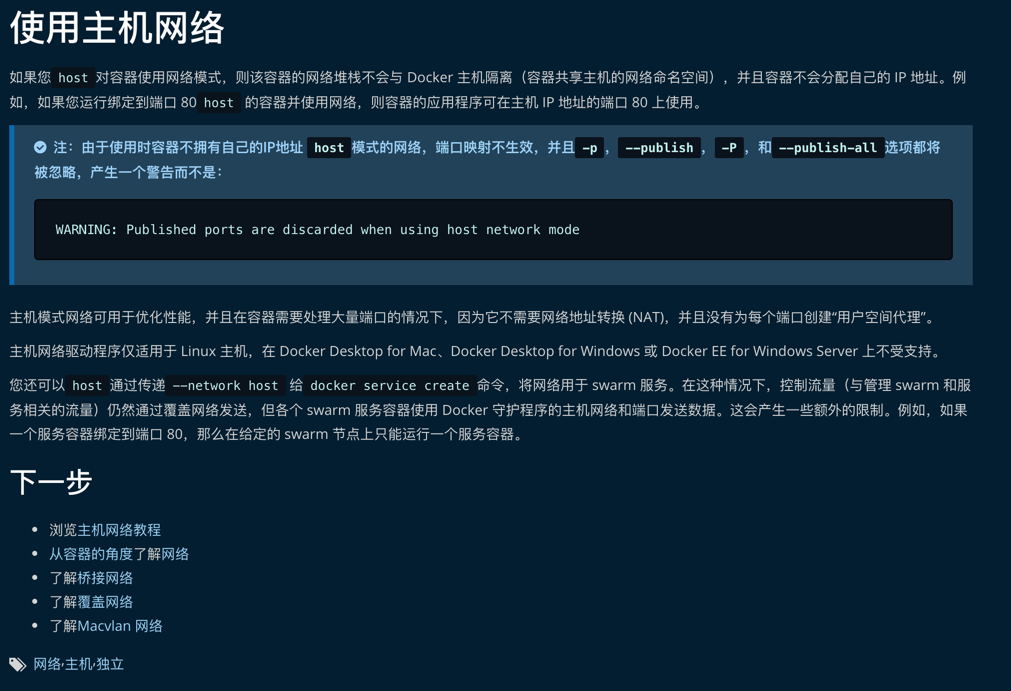 使用主机网络
如果您 host 对容器使用网络模式，则该容器的网络堆栈不会与 Docker 主机隔离（容器共享主机的网络命名空间），并且容器不会分配自己的 IP 地址。例
如，如果您运行绑定到端口 80 host 的容器并使用网络，则容器的应用程序可在主机 IP 地址的端口 80 上使用。
注：由于使用时容器不拥有自己的IP地址 host 模式的网络，端口映射不生效，并且 -p ， --publish ， -P ，和 --publish-all 选项都将
被忽略，产生一个警告而不是：
WARNING: Published ports are discarded when using host network mode
主机模式网络可用于优化性能，并且在容器需要处理大量端口的情况下，因为它不需要网络地址转换 (NAT)，并且没有为每个端口创建“用户空间代理”。
主机网络驱动程序仅适用于 Linux 主机，在 Docker Desktop for Mac、Docker Desktop for Windows 或 Docker EE for Windows Server 上不受支持。
您还可以 host 通过传递 --network host 给 docker service create 命令，将网络用于 swarm 服务。在这种情况下，控制流量（与管理 swarm 和服
务相关的流量）仍然通过覆盖网络发送，但各个 swarm 服务容器使用 Docker 守护程序的主机网络和端口发送数据。这会产生一些额外的限制。例如，如果
一个服务容器绑定到端口 80，那么在给定的 swarm 节点上只能运行一个服务容器。
下一步
• 浏览主机网络教程
• 从容器的角度了解网络
• 了解桥接网络
• 了解覆盖网络
• 了解Macvlan 网络
网络,主机,独立